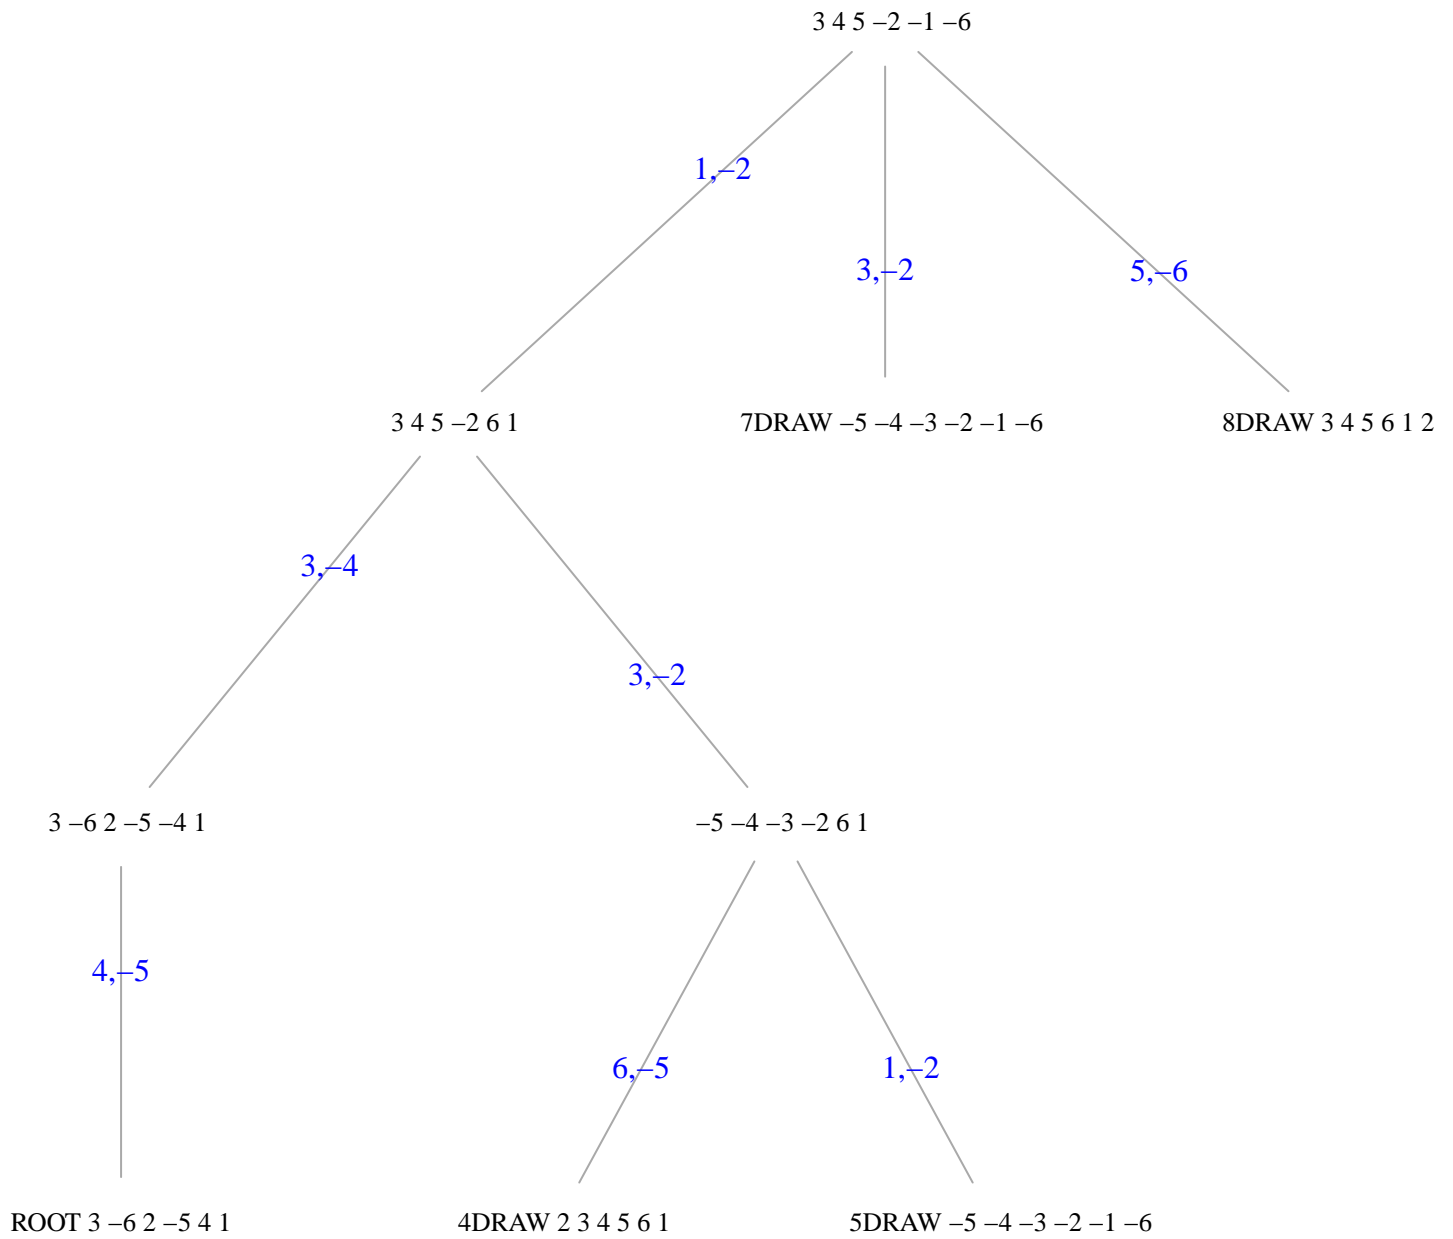 3 4 5 –2 –1 –6
1,–2
3,–2
5,–6
3 4 5 –2 6 1
7DRAW –5 –4 –3 –2 –1 –6
8DRAW 3 4 5 6 1 2
3,–4
3,–2
3 –6 2 –5 –4 1
–5 –4 –3 –2 6 1
4,–5
6,–5
1,–2
ROOT 3 –6 2 –5 4 1
4DRAW 2 3 4 5 6 1
5DRAW –5 –4 –3 –2 –1 –6